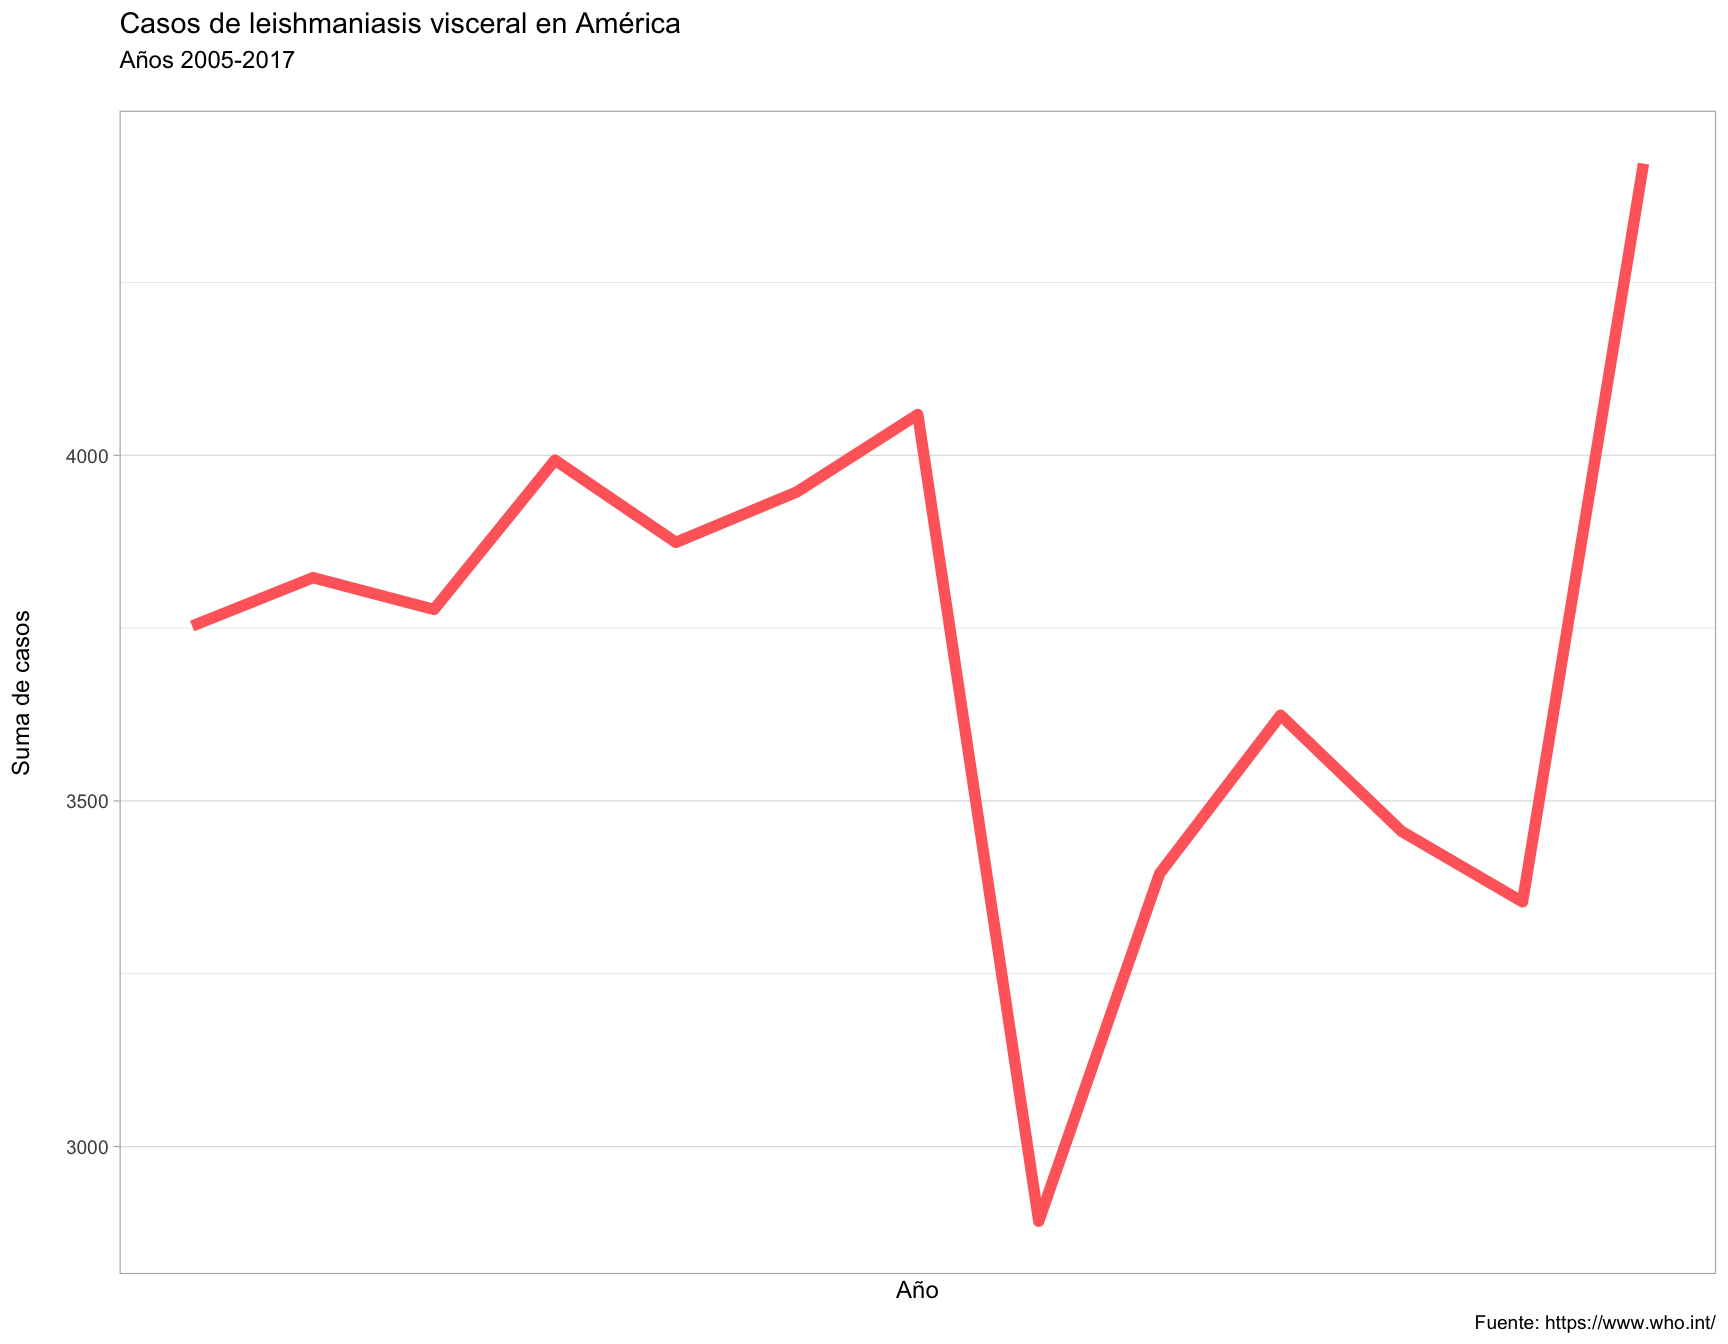 Casos de leishmaniasis visceral en América
Años 2005-2017
Suma de casos
4000
3500
3000
Año
Fuente: https://www.who.int/